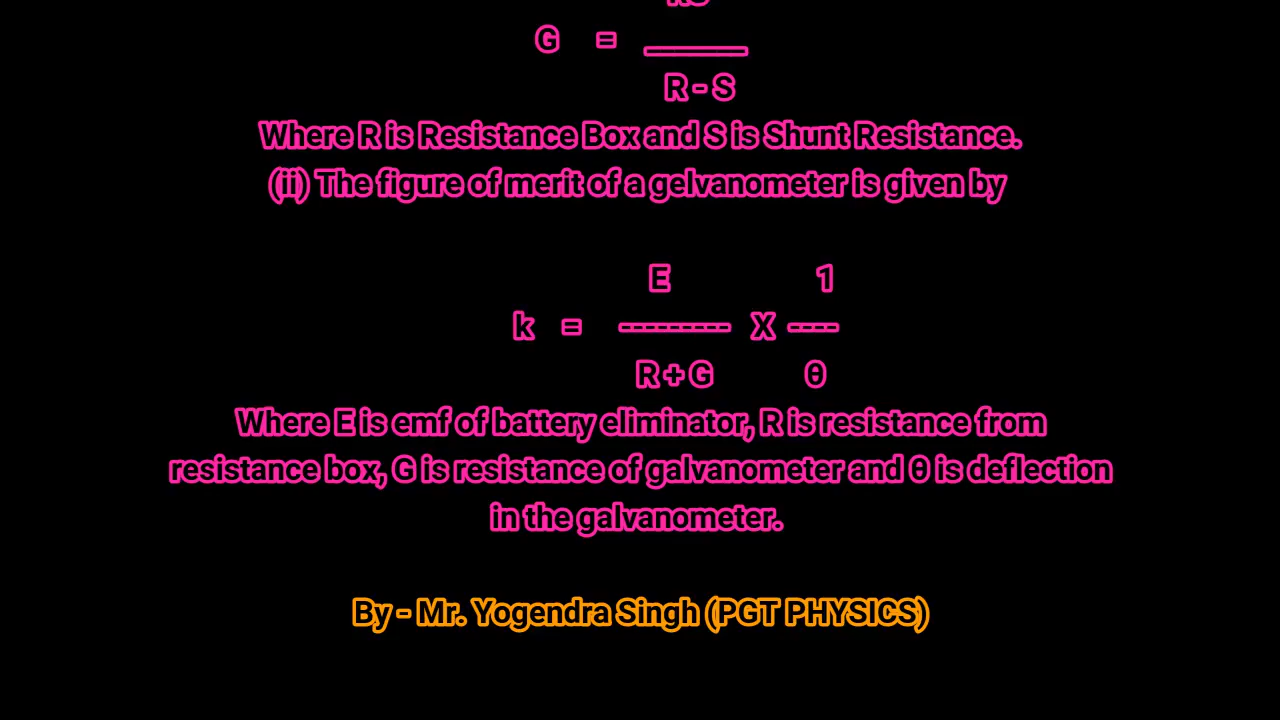 G = ______
R - S
Where R is Resistance Box and S is Shunt Resistance.
(ii) The figure of merit of a gelvanometer is given by
E 1
k = --------- X ----
R + G θ
Where E is emf of battery eliminator, R is resistance from
resistance box, G is resistance of galvanometer and θ is deflection
in the galvanometer.
By - Mr. Yogendra Singh (PGT PHYSICS)